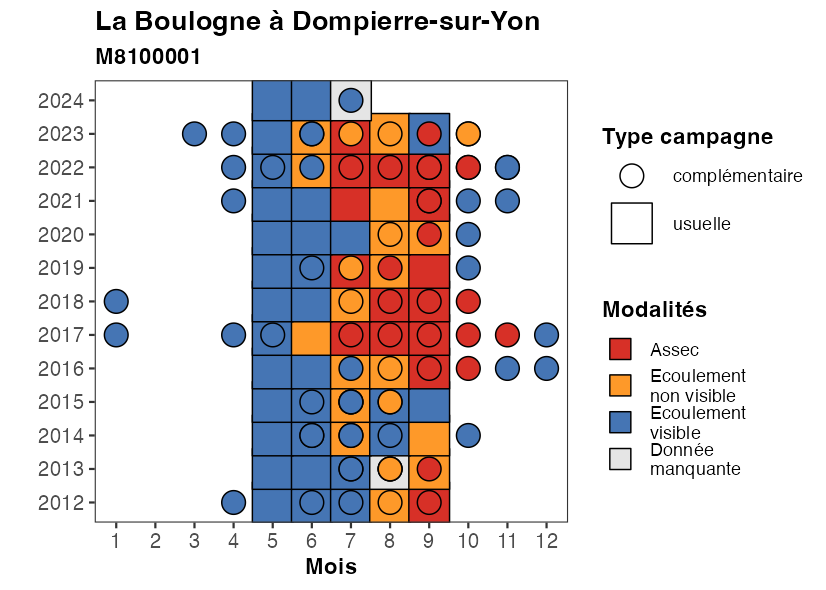 La Boulogne à Dompierre-sur-Yon
M8100001
2024
2023
2022
2021
2020
2019
2018
2017
2016
2015
2014
2013
2012
1 2 3 4 5 6 7 8 9 10 11 12
Mois
Type campagne
complémentaire
usuelle
Modalités
Assec
Ecoulement
non visible
Ecoulement
visible
Donnée
manquante